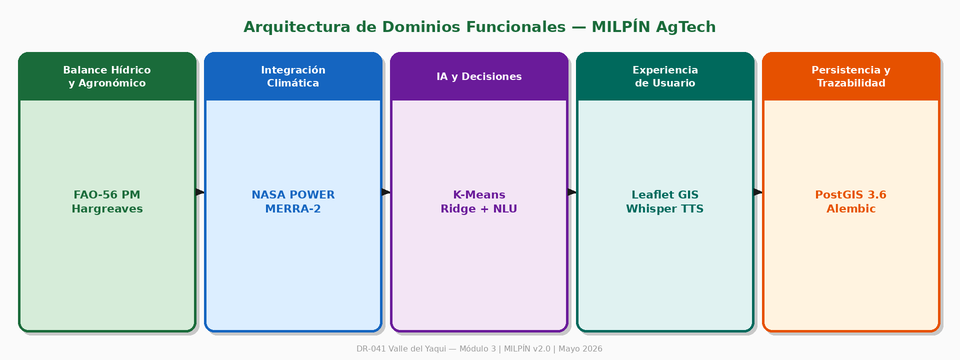 Arquitectura de Dominios Funcionales — MILPÍN AgTech
Balance Hídrico
y Agronómico
FAO-56 PM
Hargreaves
Integración
Climática
NASA POWER
MERRA-2
IA y Decisiones
K-Means
Ridge + NLU
Experiencia
de Usuario
Leaflet GIS
Whisper TTS
Persistencia y
Trazabilidad
PostGIS 3.6
Alembic
DR-041 Valle del Yaqui — Módulo 3 | MILPÍN v2.0 | Mayo 2026